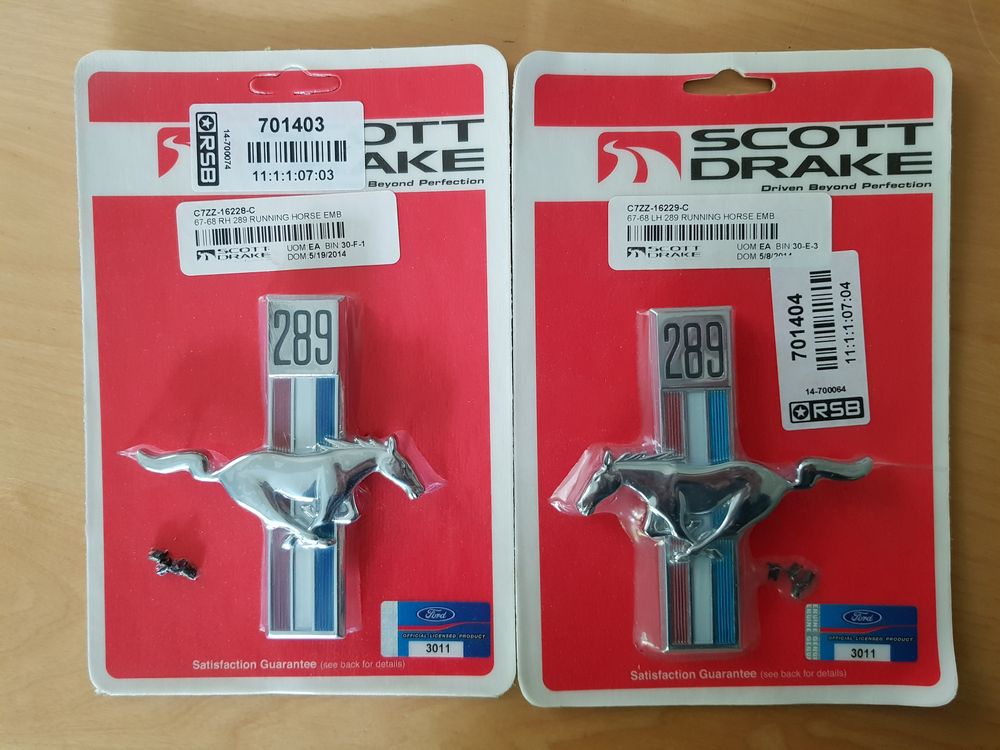 701403
11:1:1:07:03
RSB
14-700074
SCOTT
DRAKE
Beyond Perfection
C7ZZ-16228-C
67-68 RH 289 RUNNING HORSE EMB
SCOTT
DRAKE
UOM:EA BIN:30-F-1
DOM:5/19/2014
289
Ford
OFFICIAL LICENSED PRODUCT
3011
Satisfaction Guarantee (see back for details)
SCOTT
DRAKE
Driven Beyond Perfection
C7ZZ-16229-C
67-68 LH 289 RUNNING HORSE EMB
SCOTT
DRAKE
UOM:EA BIN:30-E-3
701404
11:1:1:07:04
14-700064
RSB
289
Ford
OFFICIAL LICENSED PRODUCT
3011
Satisfaction Guarantee (see back for details)